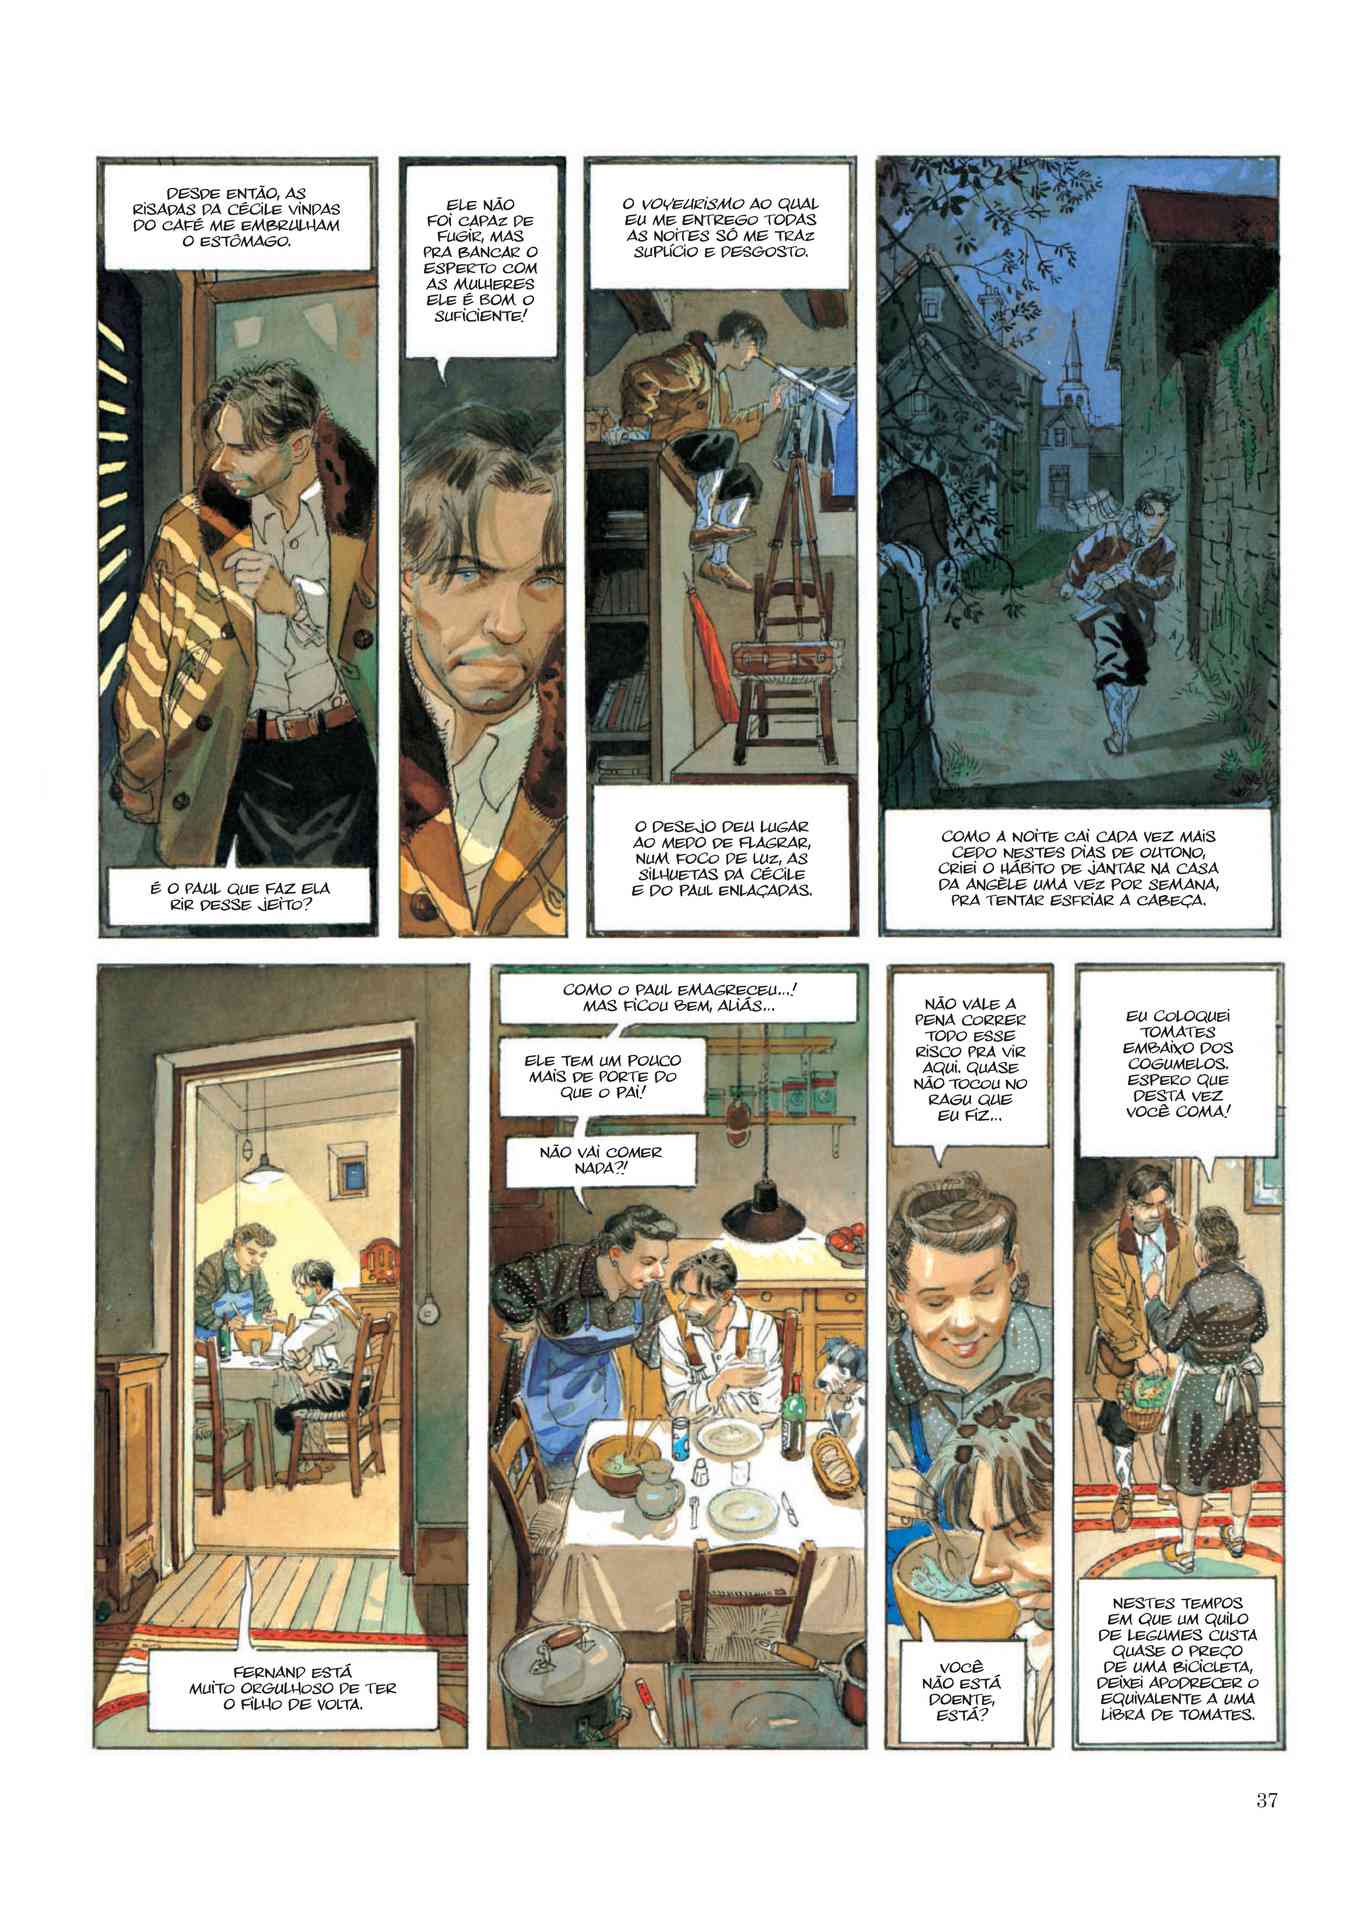 DESDE ENTÃO, AS
RISADAS DA CÉCILE VINDAS
DO CAFÉ ME EMBRULHAM
O ESTÔMAGO.
É O PAUL QUE FAZ ELA
RIR DESSE JEITO?
ELE NÃO
FOI CAPAZ DE
FUGIR, MAS
PRA BANCAR O
ESPERTO COM
AS MULHERES
ELE É BOM O
SUFICIENTE!
O VOYEURISMO AO QUAL
EU ME ENTREGO TODAS
AS NOITES SÓ ME TRAZ
SUPLÍCIO E DESGOSTO.
O DESEJO DEU LUGAR
AO MEDO DE FLAGRAR,
NUM FOCO DE LUZ, AS
SILHUETAS DA CÉCILE
E DO PAUL ENLAÇADAS.
COMO A NOITE CAI CADA VEZ MAIS
CEDO NESTES DIAS DE OUTONO,
CRIEI O HÁBITO DE JANTAR NA CASA
DA ANGÈLE UMA VEZ POR SEMANA,
PRA TENTAR ESFRIAR A CABEÇA.
FERNAND ESTÁ
MUITO ORGULHOSO DE TER
O FILHO DE VOLTA.
COMO O PAUL EMAGRECEU...!
MAS FICOU BEM, ALIÁS...
ELE TEM UM POUCO
MAIS DE PORTE DO
QUE O PAI!
NÃO VAI COMER
NADA?!
NÃO VALE A
PENA CORRER
TODO ESSE
RISCO PRA VIR
AQUI. QUASE
NÃO TOCOU NO
RAGU QUE
EU FIZ...
VOCÊ
NÃO ESTÁ
DOENTE,
ESTÁ?
EU COLOQUEI
TOMATES
EMBAIXO DOS
COGUMELOS.
ESPERO QUE
DESTA VEZ
VOCÊ COMA!
NESTES TEMPOS
EM QUE UM QUILO
DE LEGUMES CUSTA
QUASE O PREÇO
DE UMA BICICLETA,
DEIXEI APODRECER O
EQUIVALENTE A UMA
LIBRA DE TOMATES.
37